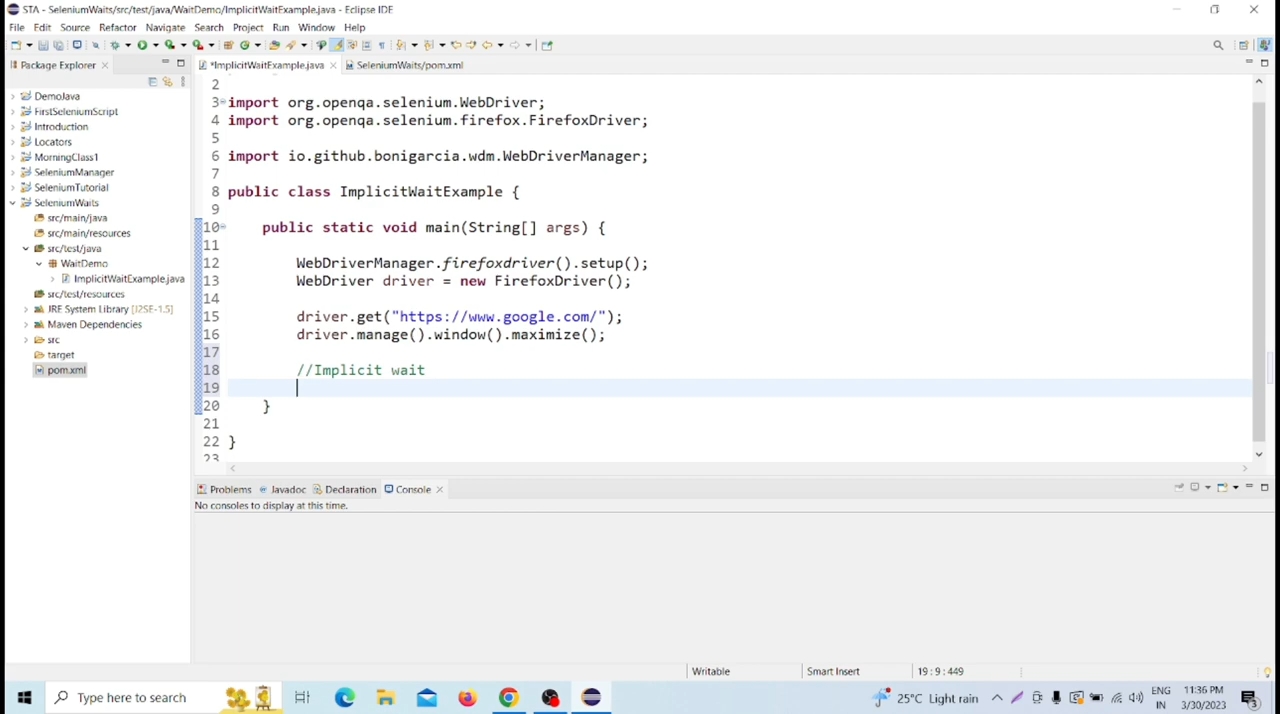 STA - SeleniumWaits/src/test/java/WaitDemo/ImplicitWaitExample.java - Eclipse IDE
File Edit Source Refactor Navigate Search Project Run Window Help
Package Explorer
*ImplicitWaitExample.java
SeleniumWaits/pom.xml
DemoJava
FirstSeleniumScript
Introduction
Locators
MorningClass1
SeleniumManager
SeleniumTutorial
SeleniumWaits
src/main/java
src/main/resources
src/test/java
WaitDemo
ImplicitWaitExample.java
src/test/resources
JRE System Library [J2SE-1.5]
Maven Dependencies
src
target
pom.xml
2
3 import org.openqa.selenium.WebDriver;
4 import org.openqa.selenium.firefox.FirefoxDriver;
5
6 import io.github.bonigarcia.wdm.WebDriverManager;
7
8 public class ImplicitWaitExample {
9
10 public static void main(String[] args) {
11
12 WebDriverManager.firefoxdriver().setup();
13 WebDriver driver = new FirefoxDriver();
14
15 driver.get("https://www.google.com/");
16 driver.manage().window().maximize();
17
18 //Implicit wait
19
20 }
21
22 }
23
Problems Javadoc Declaration Console
No consoles to display at this time.
Writable Smart Insert 19 : 9 : 449
Type here to search
25°C Light rain
ENG
IN
11:36 PM
3/30/2023
3